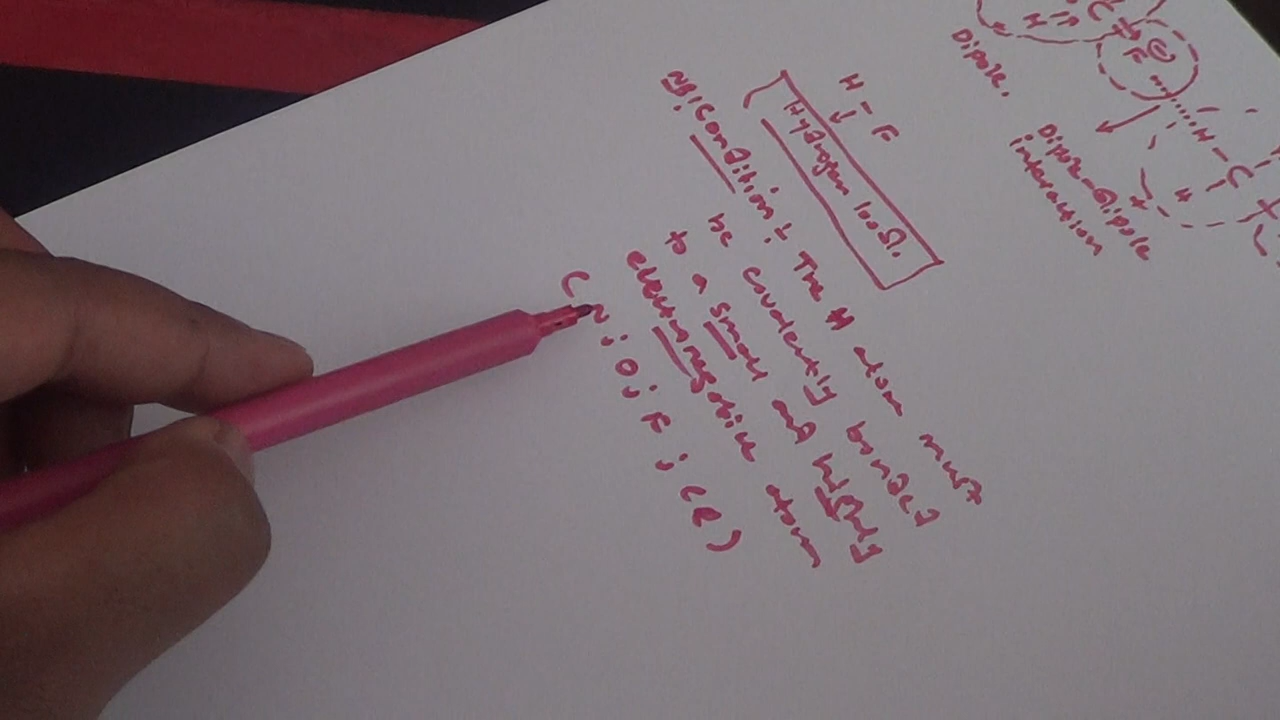 H - F
Hydrogen bond.
NB: condition :- The H atom must
be covalently bonded
to a small and highly
electronegative atom
( N ; O ; F ; Cl )
Dipole.
Dipole-dipole
interaction
F
H - C
H